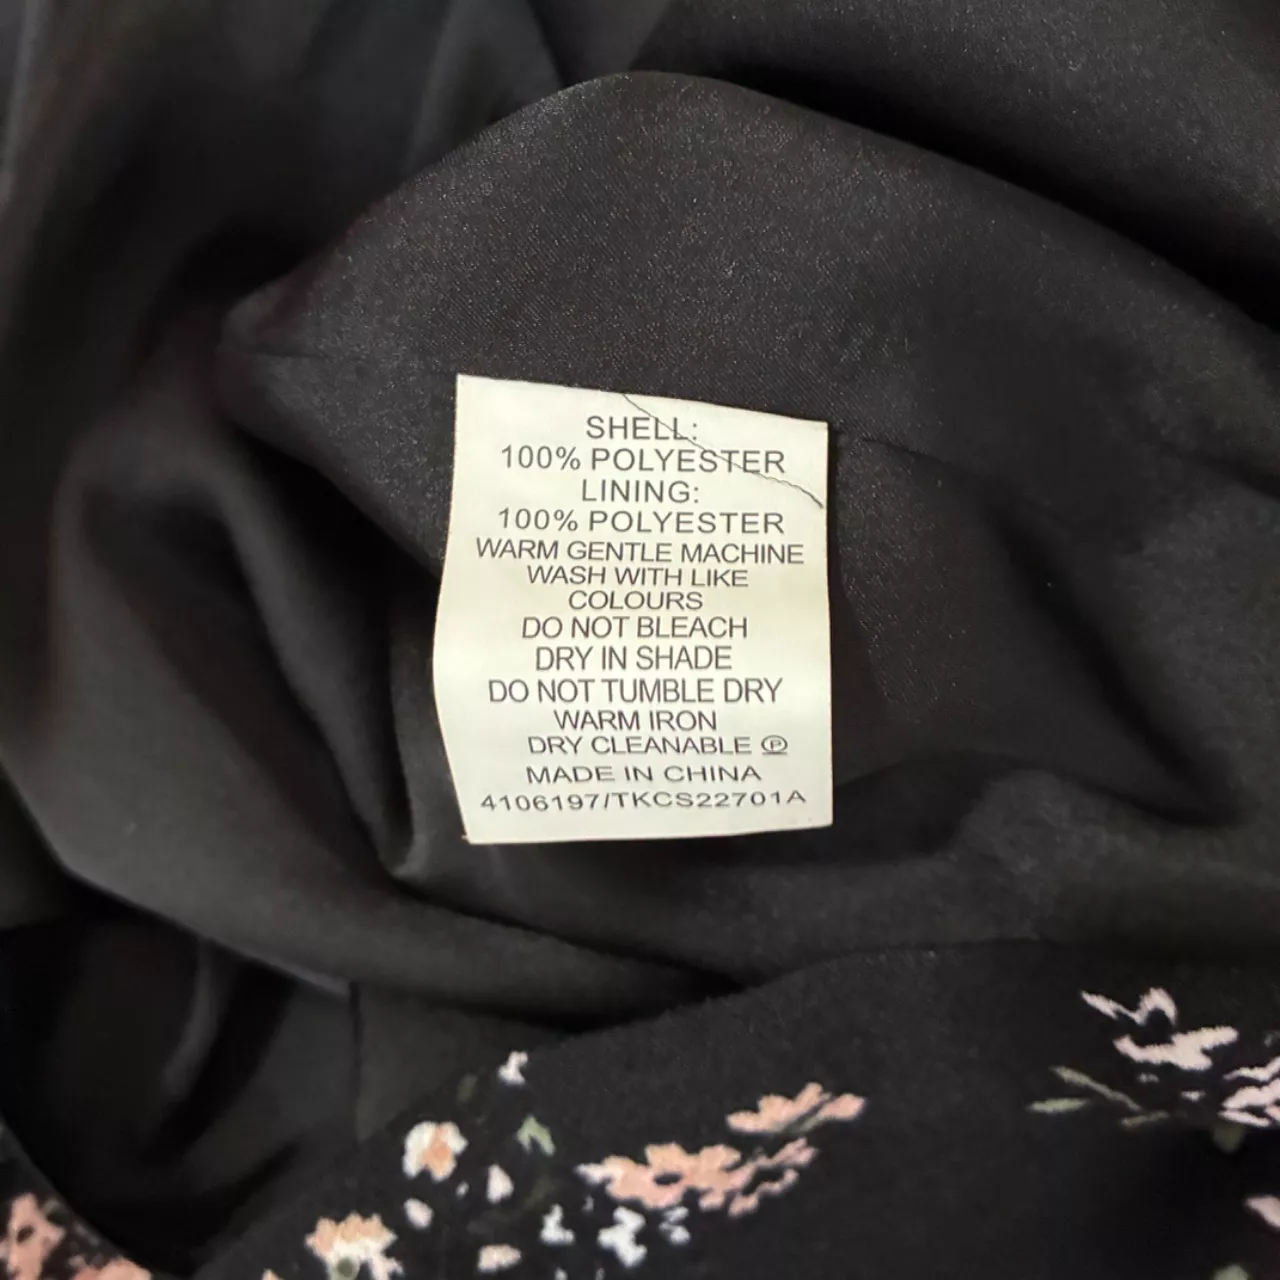 SHELL:
100% POLYESTER
LINING:
100% POLYESTER
WARM GENTLE MACHINE
WASH WITH LIKE
COLOURS
DO NOT BLEACH
DRY IN SHADE
DO NOT TUMBLE DRY
WARM IRON
DRY CLEANABLE Ⓟ
MADE IN CHINA
4106197/TKCS22701A